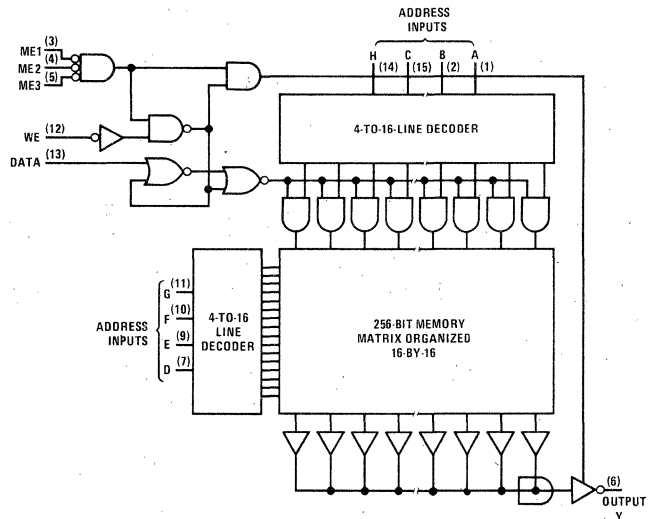 ADDRESS
INPUTS
H C B A
(14) (15) (2) (1)
ME1 (3)
ME2 (4)
ME3 (5)
WE (12)
DATA (13)
4-TO-16-LINE DECODER
ADDRESS
INPUTS
G (11)
F (10)
E (9)
D (7)
4-TO-16
LINE
DECODER
256-BIT MEMORY
MATRIX ORGANIZED
16-BY-16
(6)
OUTPUT
Y